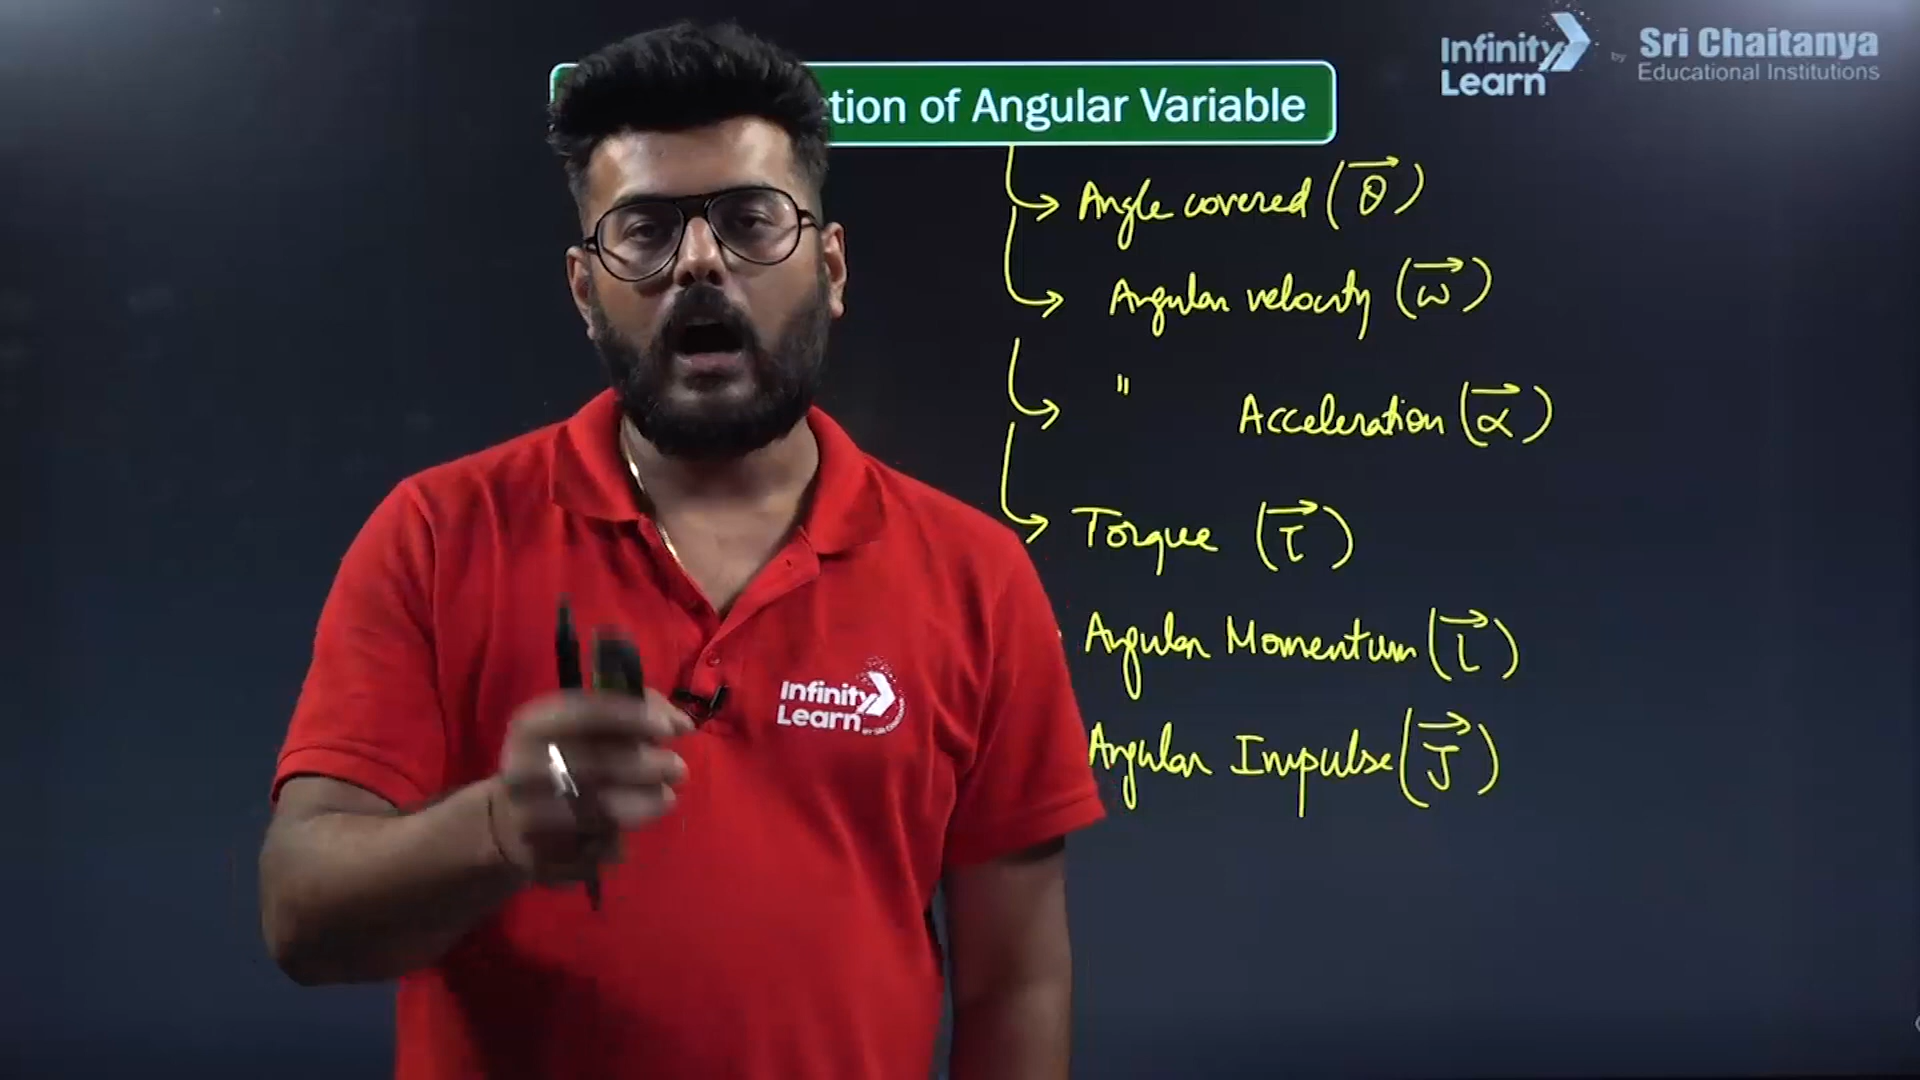 Infinity Learn
by Sri Chaitanya
Educational Institutions
tion of Angular Variable
Angle covered (θ⃗)
Angular velocity (ω⃗)
" Acceleration (α⃗)
Torque (τ⃗)
Angular Momentum (L⃗)
Angular Impulse (J⃗)
Infinity
Learn